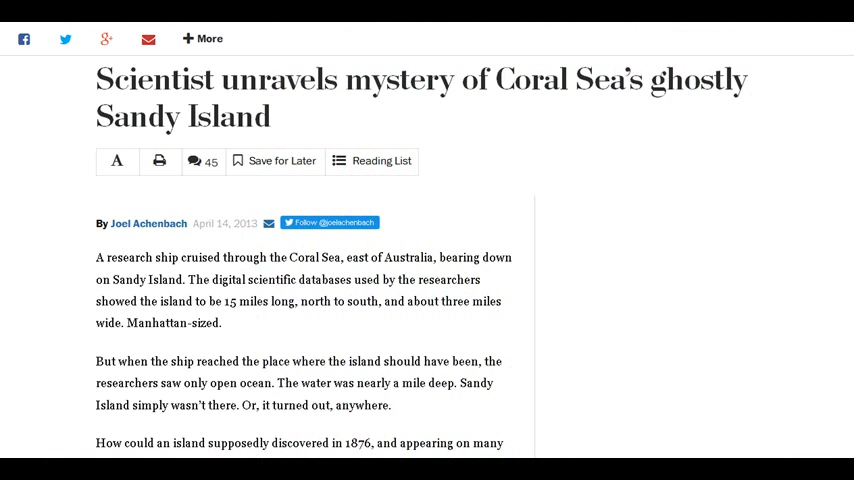 More
Scientist unravels mystery of Coral Sea’s ghostly
Sandy Island
A 45 Save for Later Reading List
By Joel Achenbach April 14, 2013 Follow @joelachenbach
A research ship cruised through the Coral Sea, east of Australia, bearing down
on Sandy Island. The digital scientific databases used by the researchers
showed the island to be 15 miles long, north to south, and about three miles
wide. Manhattan-sized.
But when the ship reached the place where the island should have been, the
researchers saw only open ocean. The water was nearly a mile deep. Sandy
Island simply wasn’t there. Or, it turned out, anywhere.
How could an island supposedly discovered in 1876, and appearing on many